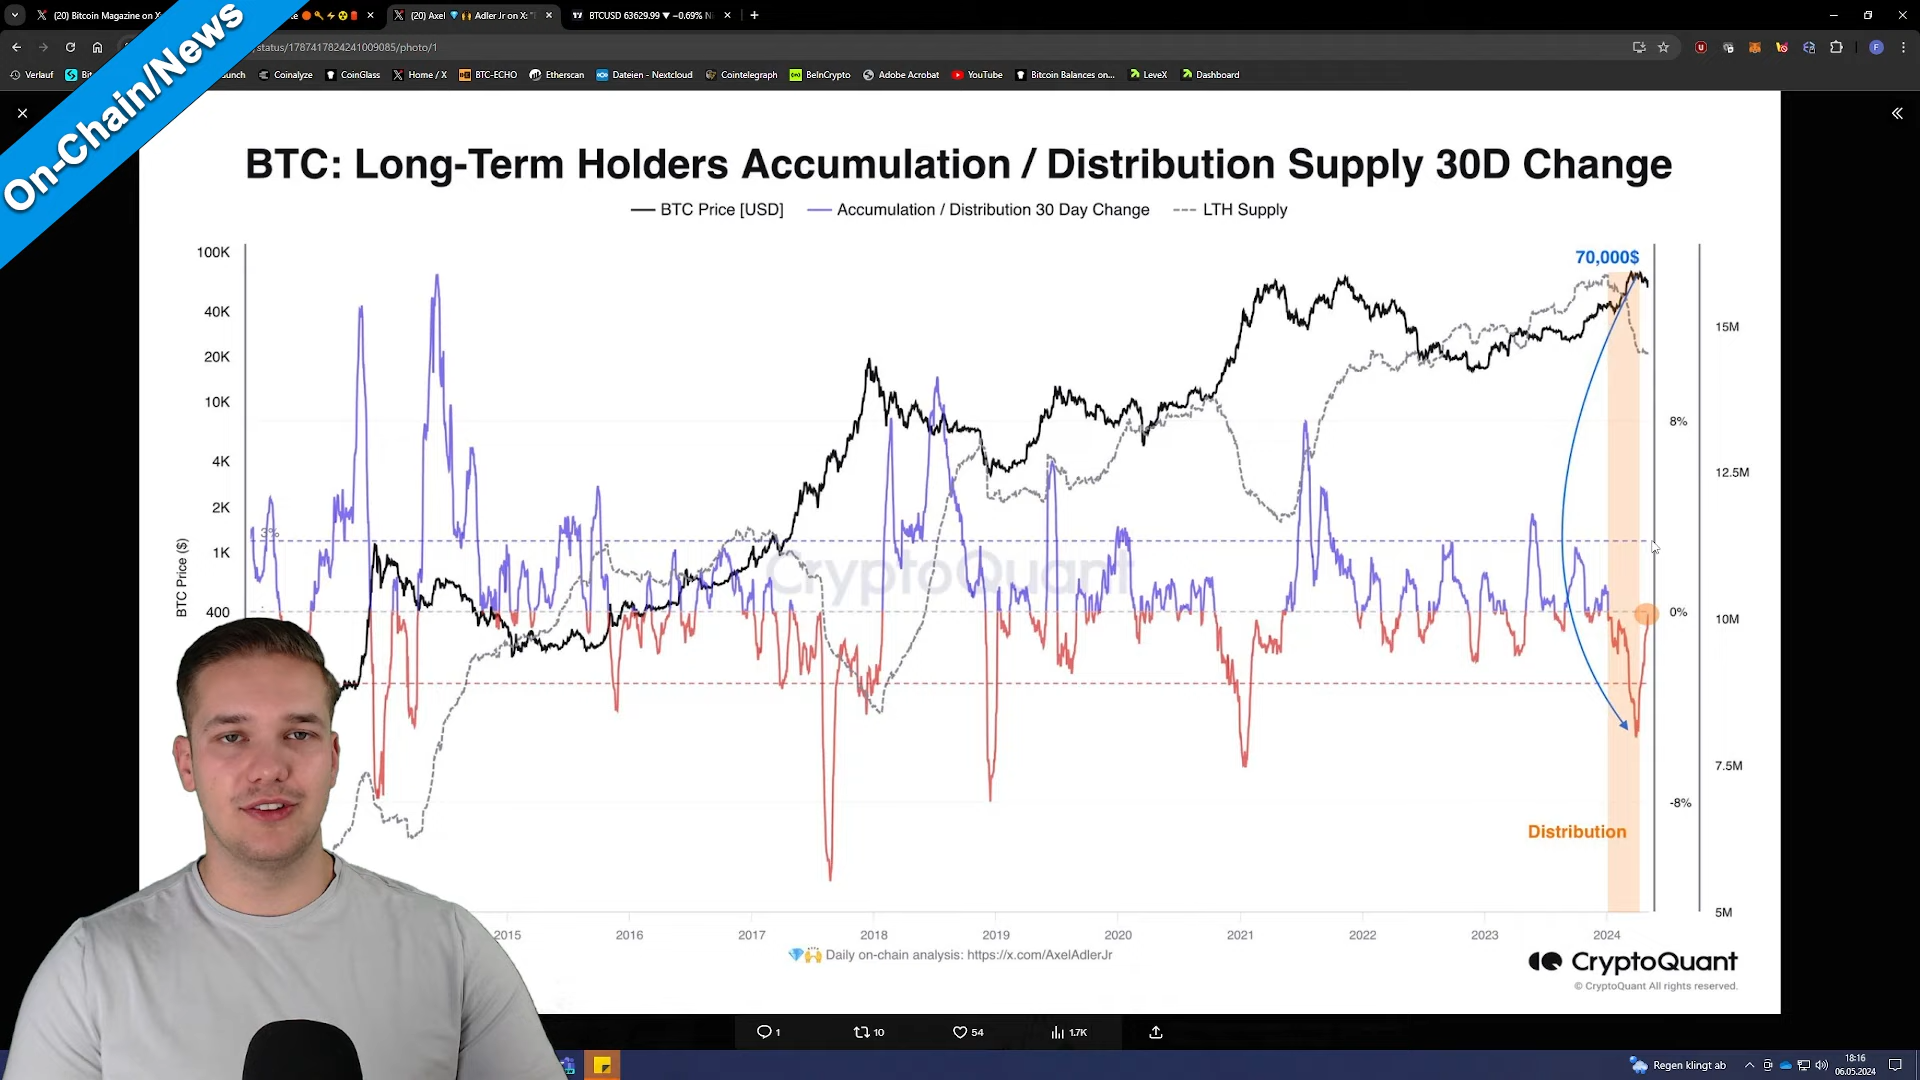 (20) Bitcoin Magazine on X
(20) Axel 💎 🙌 Adler Jr on X: "
BTCUSD 63629.99 ▼ −0.69% N
status/1787417824241009085/photo/1
Verlauf
Coinalyze
CoinGlass
Home / X
BTC-ECHO
Etherscan
Dateien - Nextcloud
Cointelegraph
BeInCrypto
Adobe Acrobat
YouTube
Bitcoin Balances on...
LeveX
Dashboard
On-Chain/News
BTC: Long-Term Holders Accumulation / Distribution Supply 30D Change
BTC Price [USD]
Accumulation / Distribution 30 Day Change
LTH Supply
70,000$
100K
40K
20K
10K
4K
2K
1K
400
BTC Price ($)
3%
CryptoQuant
8%
0%
-8%
15M
12.5M
10M
7.5M
5M
Distribution
2015
2016
2017
2018
2019
2020
2021
2022
2023
2024
💎🙌 Daily on-chain analysis: https://x.com/AxelAdlerJr
CryptoQuant
© CryptoQuant All rights reserved.
1
10
54
1.7K
Regen klingt ab
18:16
06.05.2024